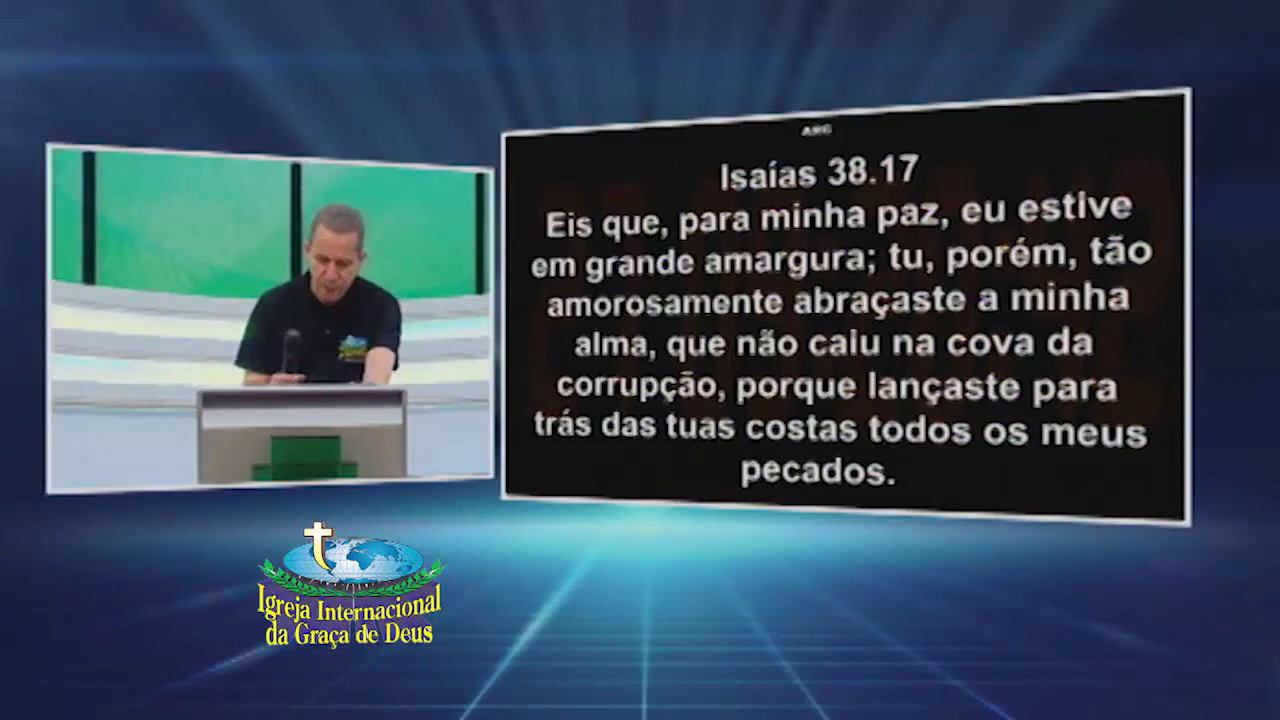 Isaías 38.17
Eis que, para minha paz, eu estive
em grande amargura; tu, porém, tão
amorosamente abraçaste a minha
alma, que não caiu na cova da
corrupção, porque lançaste para
trás das tuas costas todos os meus
pecados.
Igreja Internacional
da Graça de Deus